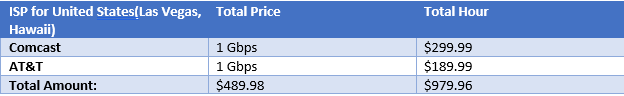 ISP for United States(Las Vegas, Total Price Total Hour
Hawaii)
Comcast 1 Gbps $299.99
AT&T 1 Gbps $189.99
Total Amount: $489.98 $979.96